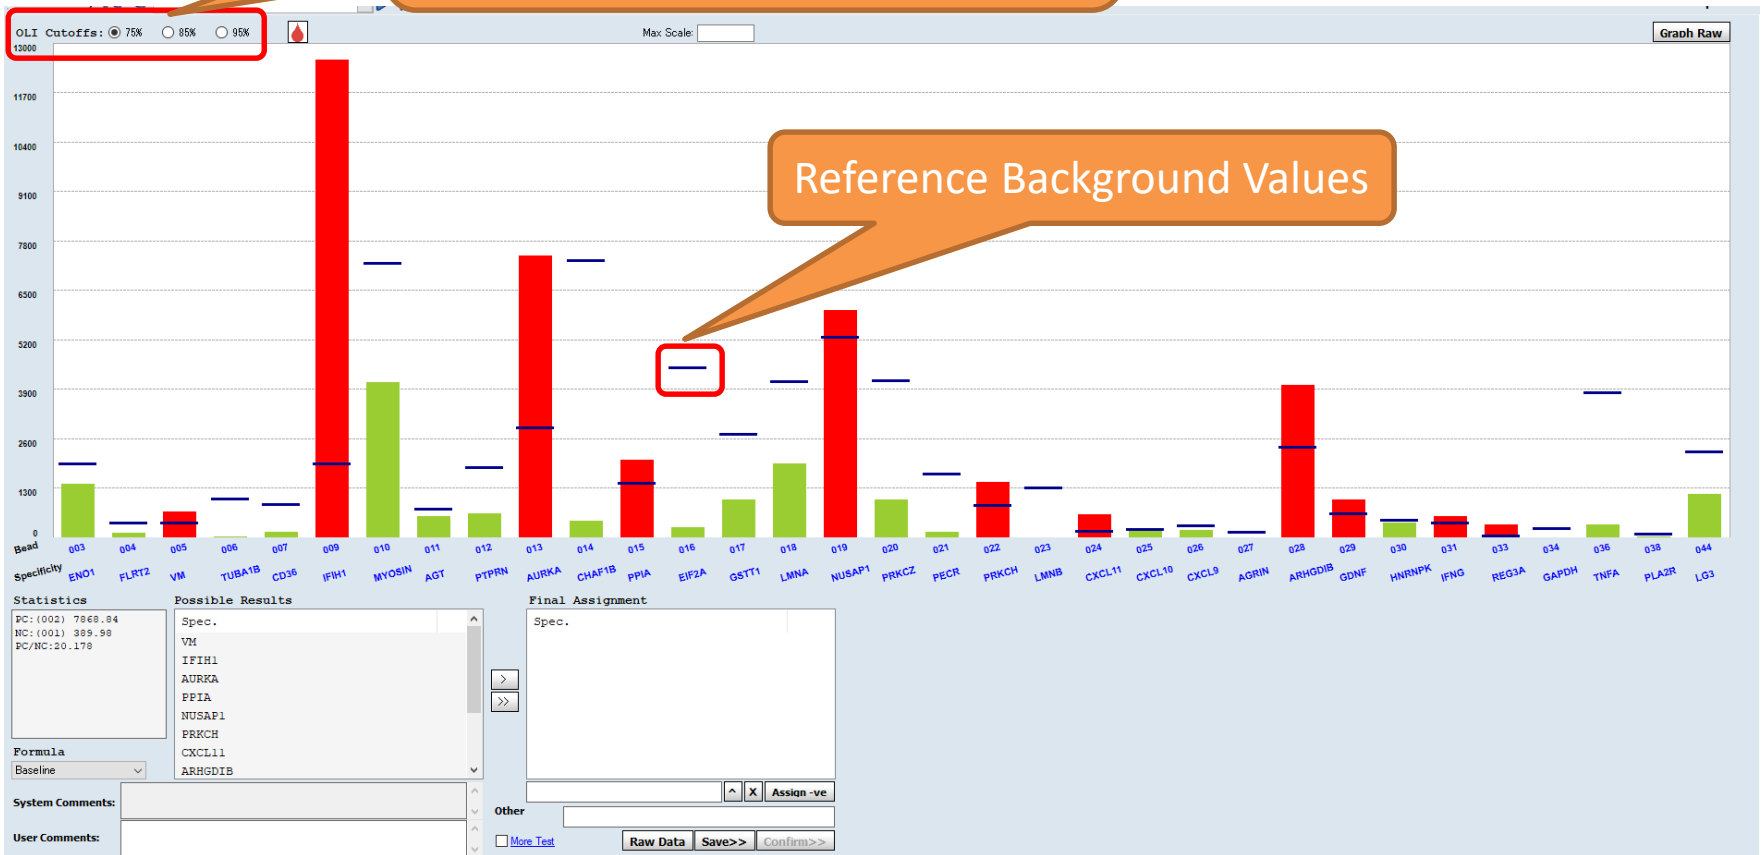 OLI Cutoffs: 75% 85% 95%
Max Scale:
Graph Raw
13000
11700
10400
Reference Background Values
9100
7800
6500
5200
3900
2600
1300
0
Bead 003 004 005 006 007 009 010 011 012 013 014 015 016 017 018 019 020 021 022 023 024 025 026 027 028 029 030 031 033 034 036 038 044
Specificity ENO1 FLRT2 VM TUBA1B CD36 IFIH1 MYOSIN AGT PTPRN AURKA CHAF1B PPIA EIF2A GSTT1 LMNA NUSAP1 PRKCZ PECR PRKCH LMNB CXCL11 CXCL10 CXCL9 AGRIN ARHGDIB GDNF HNRNPK IFNG REG3A GAPDH TNFA PLA2R LG3
Statistics Possible Results Final Assignment
PC:(002) 7868.84
NC:(001) 389.98
PC/NC:20.178
Spec.
VM
IFIH1
AURKA
PPIA
NUSAP1
PRKCH
CXCL11
ARHGDIB
>
>>
Spec.
Formula
Baseline
^ X Assign -ve
System Comments:
Other
User Comments:
More Test Raw Data Save>> Confirm>>